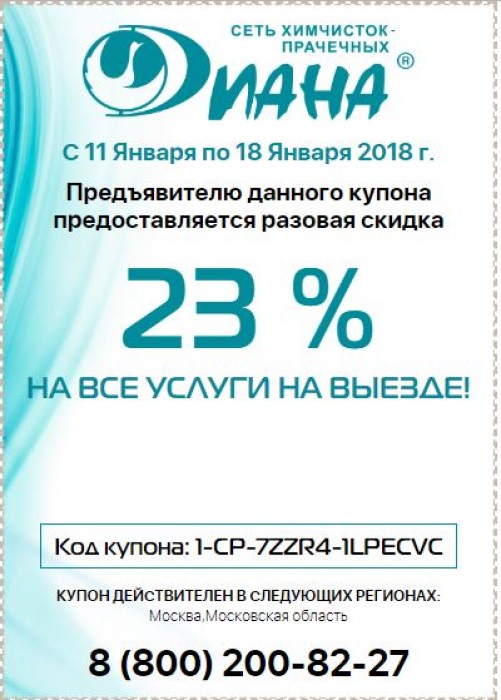 СЕТЬ ХИМЧИСТОК-
ПРАЧЕЧНЫХ
ДИАНА®
С 11 Января по 18 Января 2018 г.
Предъявителю данного купона
предоставляется разовая скидка
23 %
НА ВСЕ УСЛУГИ НА ВЫЕЗДЕ!
Код купона: 1-CP-7ZZR4-1LPECVC
КУПОН ДЕЙСТВИТЕЛЕН В СЛЕДУЮЩИХ РЕГИОНАХ:
Москва,Московская область
8 (800) 200-82-27